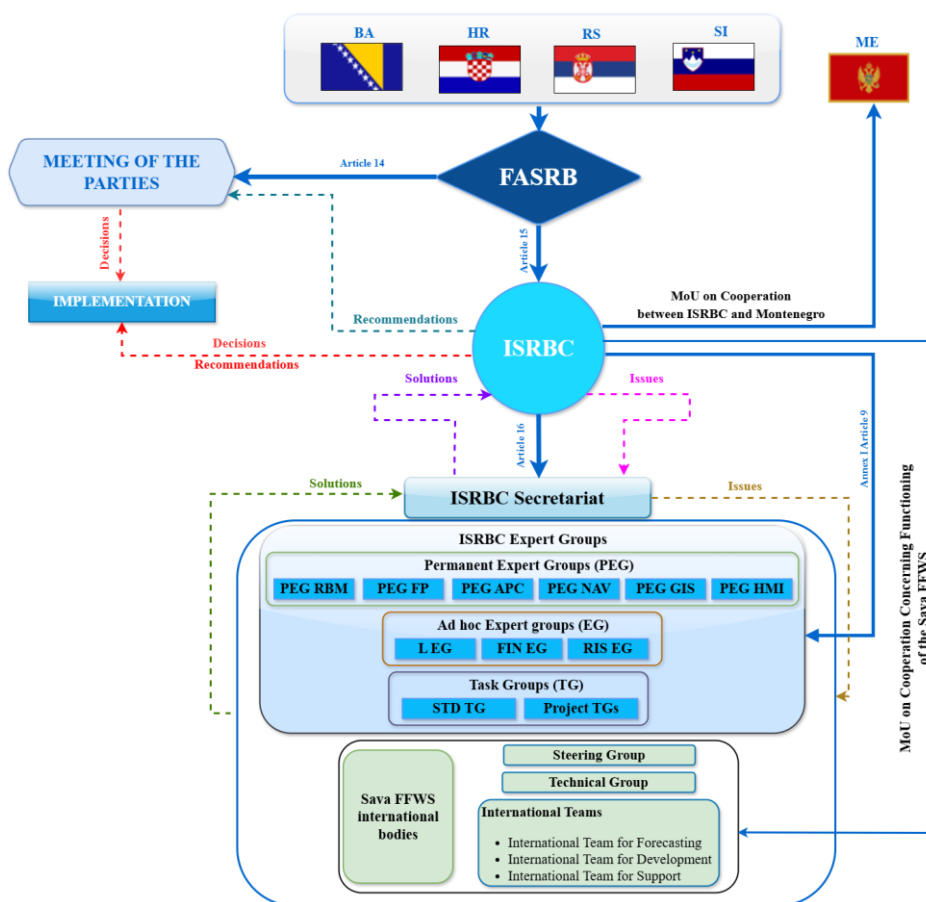 BA
HR
RS
SI
ME
MEETING OF THE
PARTIES
Article 14
FASRB
Decisions
Article 15
IMPLEMENTATION
Recommendations
Decisions
Recommendations
ISRBC
MoU on Cooperation
between ISRBC and Montenegro
Solutions
Issues
Article 16
Annex I Article 9
Solutions
ISRBC Secretariat
Issues
MoU on Cooperation Concerning Functioning
of the Sava FFWS
ISRBC Expert Groups
Permanent Expert Groups (PEG)
PEG RBM
PEG FP
PEG APC
PEG NAV
PEG GIS
PEG HMI
Ad hoc Expert groups (EG)
L EG
FIN EG
RIS EG
Task Groups (TG)
STD TG
Project TGs
Sava FFWS
international
bodies
Steering Group
Technical Group
International Teams
• International Team for Forecasting
• International Team for Development
• International Team for Support